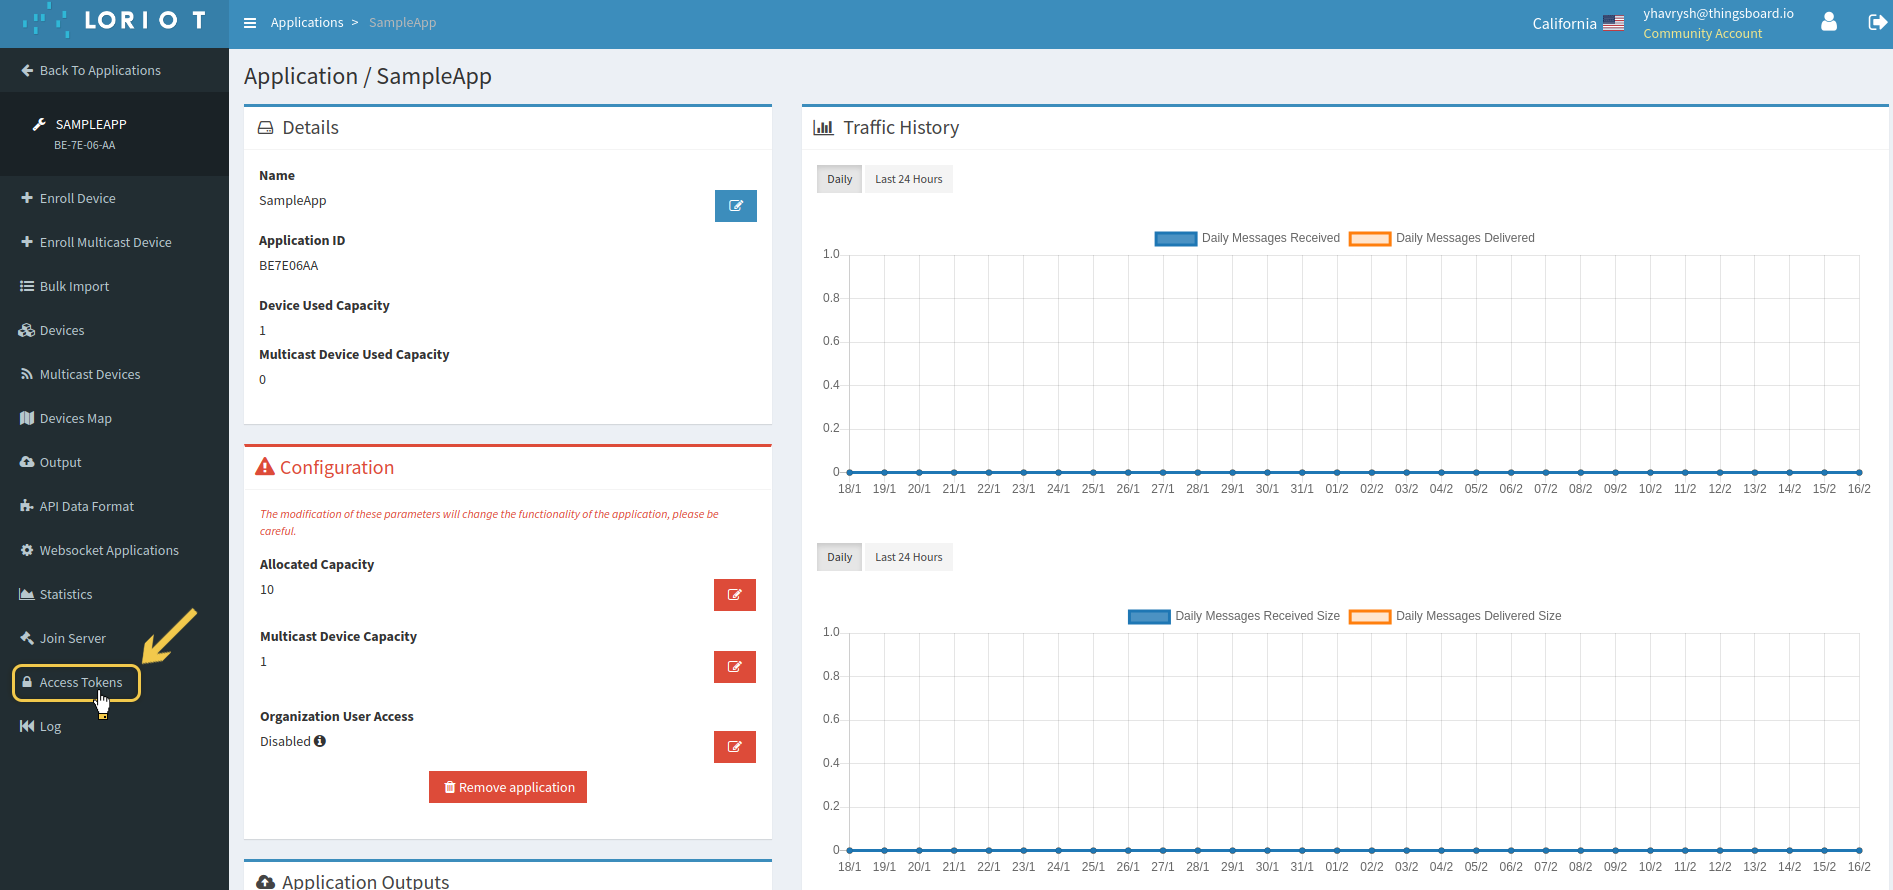 LORIOT
Applications > SampleApp
California
yhavrysh@thingsboard.io
Community Account
Back To Applications
SAMPLEAPP
BE-7E-06-AA
Enroll Device
Enroll Multicast Device
Bulk Import
Devices
Multicast Devices
Devices Map
Output
API Data Format
Websocket Applications
Statistics
Join Server
Access Tokens
Log
Application / SampleApp
Details
Name
SampleApp
Application ID
BE7E06AA
Device Used Capacity
1
Multicast Device Used Capacity
0
Configuration
The modification of these parameters will change the functionality of the application, please be
careful.
Allocated Capacity
10
Multicast Device Capacity
1
Organization User Access
Disabled
Remove application
Application Outputs
Traffic History
Daily Last 24 Hours
Daily Messages Received Daily Messages Delivered
1.0
0.8
0.6
0.4
0.2
0
18/1 19/1 20/1 21/1 22/1 23/1 24/1 25/1 26/1 27/1 28/1 29/1 30/1 31/1 01/2 02/2 03/2 04/2 05/2 06/2 07/2 08/2 09/2 10/2 11/2 12/2 13/2 14/2 15/2 16/2
Daily Last 24 Hours
Daily Messages Received Size Daily Messages Delivered Size
1.0
0.8
0.6
0.4
0.2
0
18/1 19/1 20/1 21/1 22/1 23/1 24/1 25/1 26/1 27/1 28/1 29/1 30/1 31/1 01/2 02/2 03/2 04/2 05/2 06/2 07/2 08/2 09/2 10/2 11/2 12/2 13/2 14/2 15/2 16/2